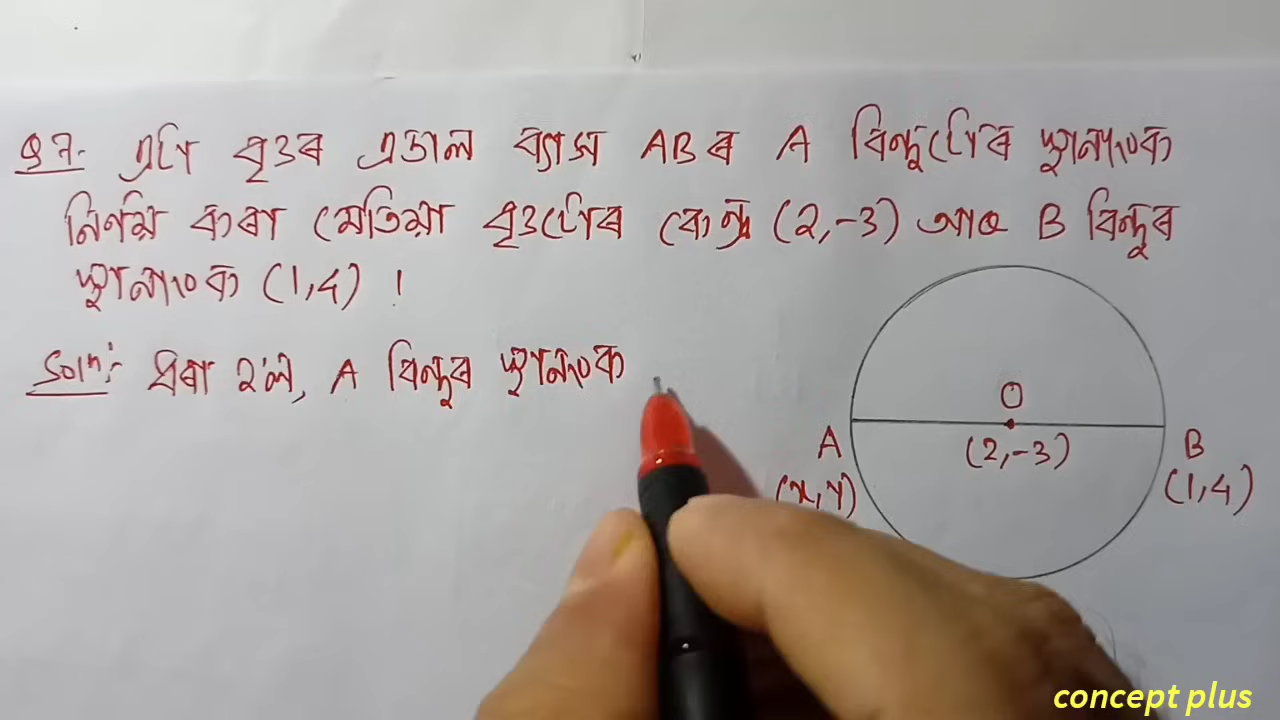 Q7. এটা বৃত্তৰ এডাল ব্যাস ABৰ A বিন্দুটোৰ স্থানাংক
নিৰ্ণয় কৰা যেতিয়া বৃত্তটোৰ কেন্দ্ৰ (2,-3) আৰু B বিন্দুৰ
স্থানাংক (1,4) ।
Soln:- ধৰা হ'ল, A বিন্দুৰ স্থানাংক
O
A
(2,-3)
B
(x,y)
(1,4)
concept plus